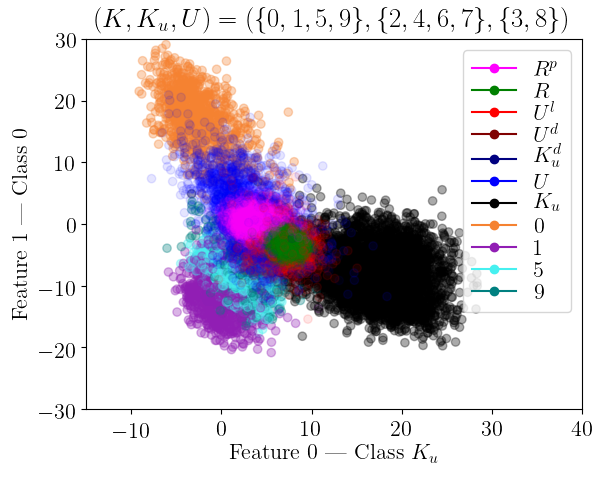 (K, K_u, U) = ({0, 1, 5, 9}, {2, 4, 6, 7}, {3, 8})
30
20
10
0
−10
−20
−30
−10
0
10
20
30
40
Feature 1 — Class 0
Feature 0 — Class K_u
R^p
R
U^l
U^d
K_u^d
U
K_u
0
1
5
9